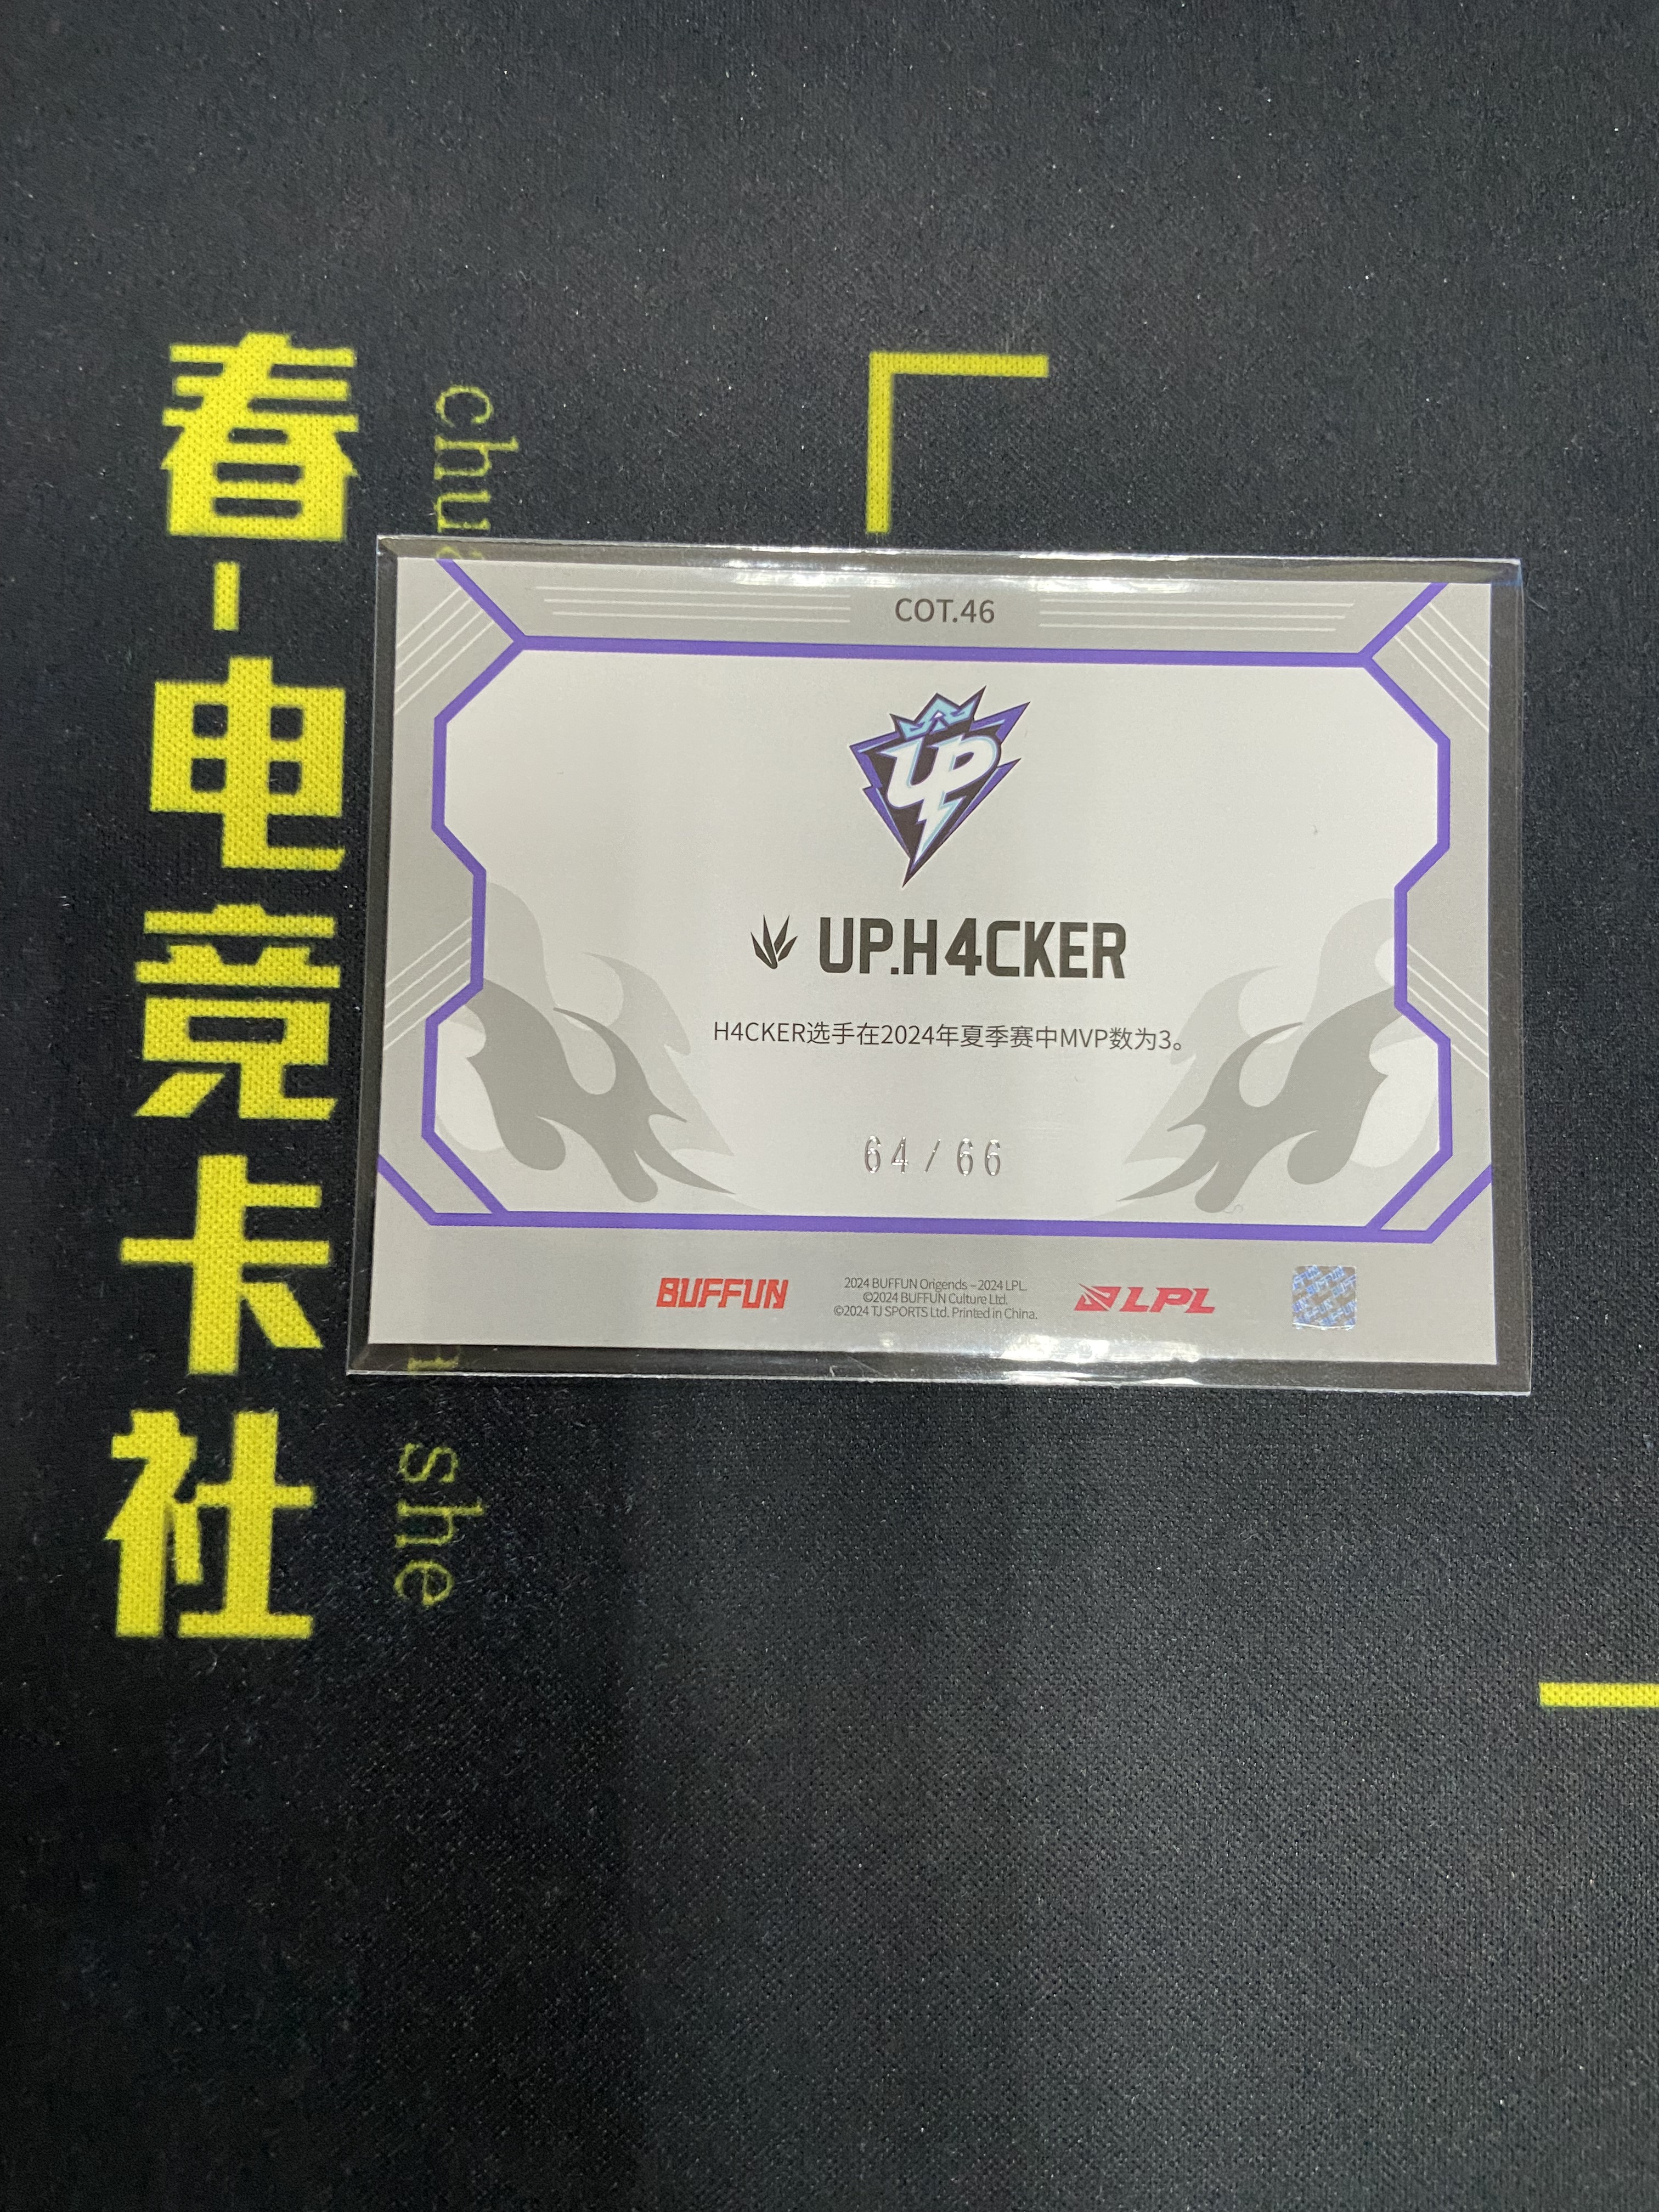 春-电竞卡社
chu
she
COT.46
UP
UP.H4CKER
H4CKER选手在2024年夏季赛中MVP数为3。
64/66
BUFFUN
2024 BUFFUN Origends – 2024 LPL.
©2024 BUFFUN Culture Ltd.
©2024 TJ SPORTS Ltd. Printed in China.
LPL